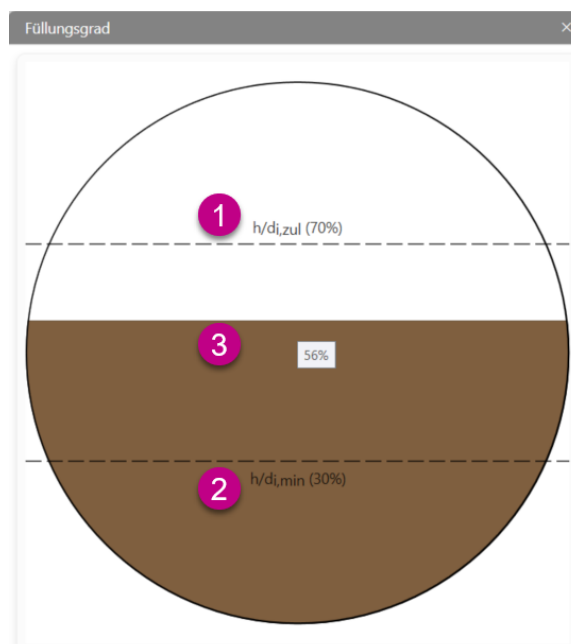 Füllungsgrad ×
1
h/di,zul (70%)
3
56%
h/di,min (30%)
2